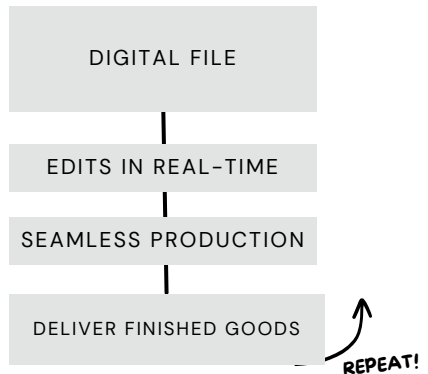 DIGITAL FILE
EDITS IN REAL-TIME
SEAMLESS PRODUCTION
DELIVER FINISHED GOODS
REPEAT!